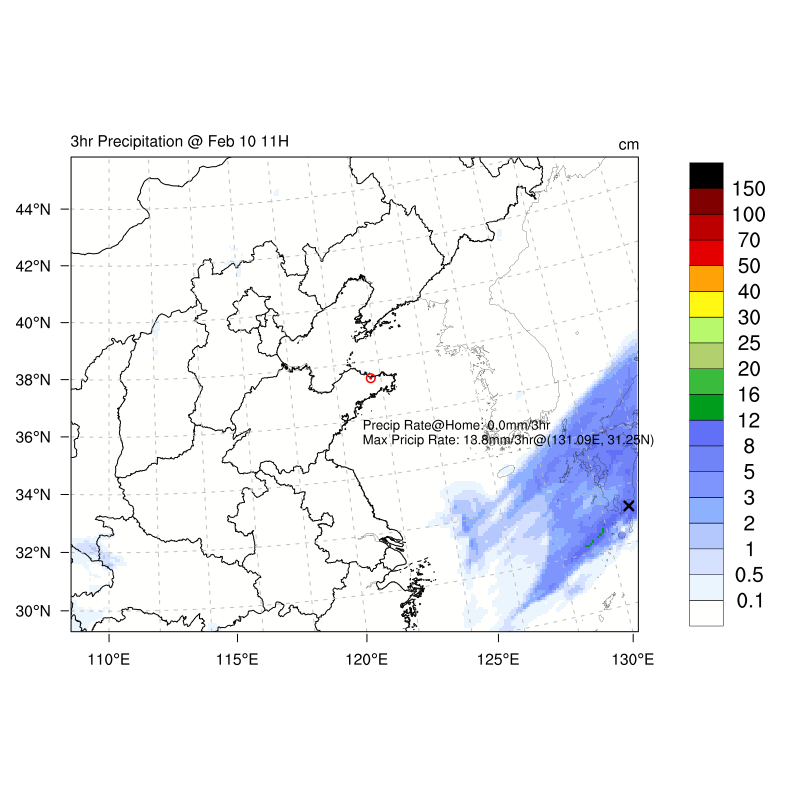 3hr Precipitation @ Feb 10 11H
cm
44°N
42°N
40°N
38°N
36°N
34°N
32°N
30°N
110°E
115°E
120°E
125°E
130°E
Precip Rate@Home: 0.0mm/3hr
Max Pricip Rate: 13.8mm/3hr@(131.09E, 31.25N)
150
100
70
50
40
30
25
20
16
12
8
5
3
2
1
0.5
0.1